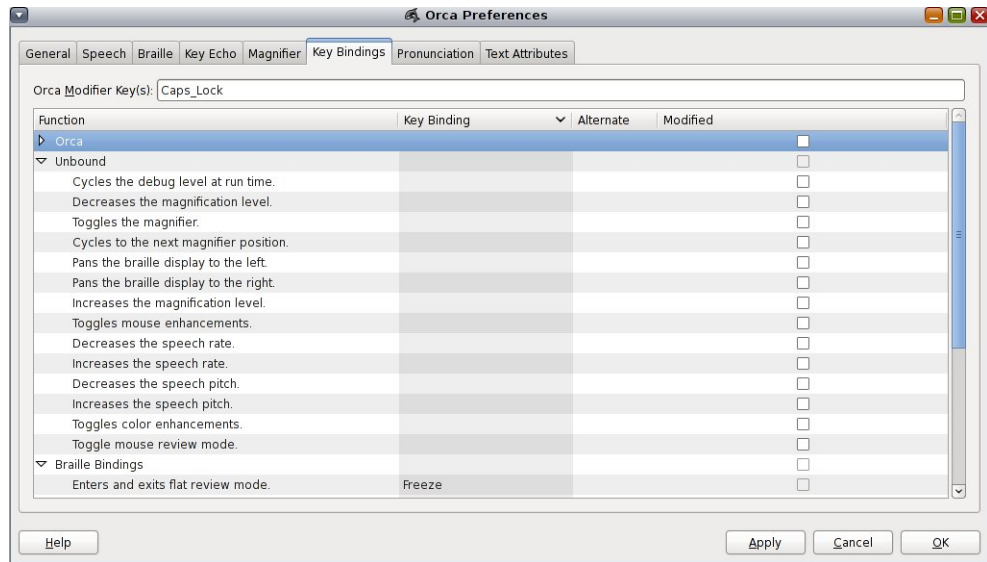 Orca Preferences
General Speech Braille Key Echo Magnifier Key Bindings Pronunciation Text Attributes
Orca Modifier Key(s): Caps_Lock
Function Key Binding Alternate Modified
Orca
Unbound
Cycles the debug level at run time.
Decreases the magnification level.
Toggles the magnifier.
Cycles to the next magnifier position.
Pans the braille display to the left.
Pans the braille display to the right.
Increases the magnification level.
Toggles mouse enhancements.
Decreases the speech rate.
Increases the speech rate.
Decreases the speech pitch.
Increases the speech pitch.
Toggles color enhancements.
Toggle mouse review mode.
Braille Bindings
Enters and exits flat review mode. Freeze
Help Apply Cancel OK